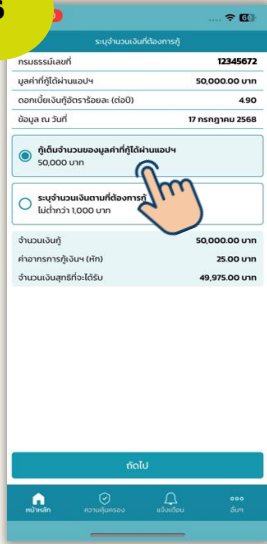 6
ระบุจำนวนเงินที่ต้องการกู้
กรมธรรม์เลขที่ 12345672
มูลค่าที่กู้ได้ผ่านแอปฯ 50,000.00 บาท
ดอกเบี้ยเงินกู้อัตราร้อยละ (ต่อปี) 4.90
ข้อมูล ณ วันที่ 17 กรกฎาคม 2568
กู้เต็มจำนวนของมูลค่าที่กู้ได้ผ่านแอปฯ
50,000 บาท
ระบุจำนวนเงินตามที่ต้องการกู้
ไม่ต่ำกว่า 1,000 บาท
จำนวนเงินกู้ 50,000.00 บาท
ค่าอากรการกู้เงินฯ (หัก) 25.00 บาท
จำนวนเงินสุทธิที่จะได้รับ 49,975.00 บาท
ถัดไป
หน้าหลัก ความคุ้มครอง แจ้งเตือน อื่นๆ